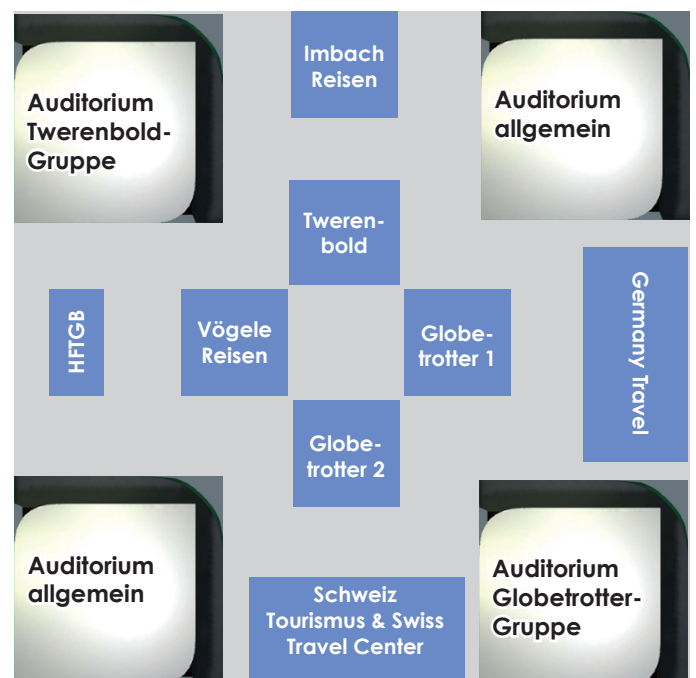 Imbach
Reisen
Auditorium
Twerenbold-
Gruppe
Auditorium
allgemein
Tweren-
bold
HFTGB
Vögele
Reisen
Globe-
trotter 1
Germany Travel
Globe-
trotter 2
Auditorium
allgemein
Auditorium
Globetrotter-
Gruppe
Schweiz
Tourismus & Swiss
Travel Center